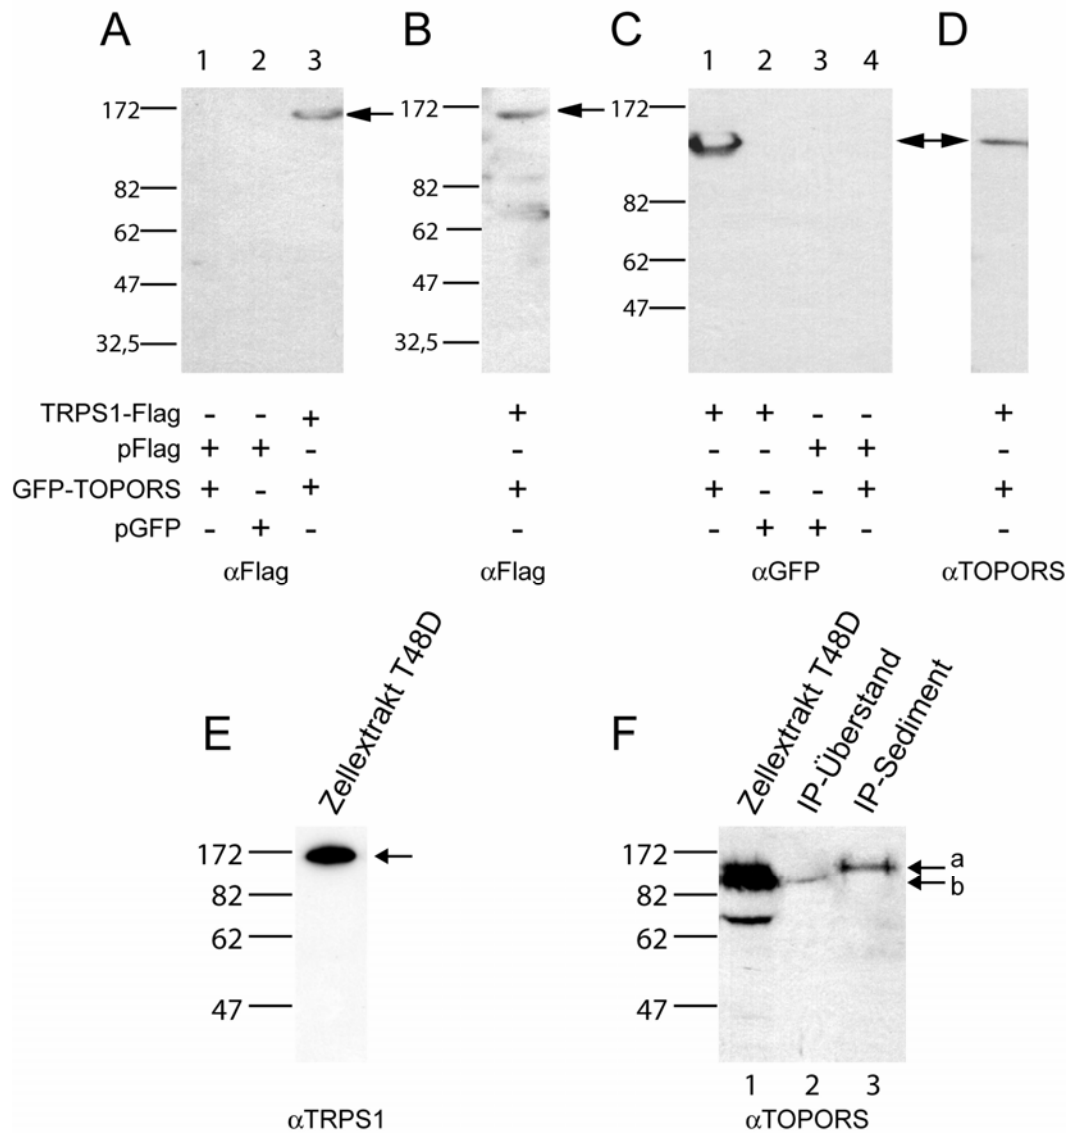 A B C D
1 2 3 1 2 3 4
172 172 172
82 82 82
62 62 62
47 47 47
32,5 32,5
TRPS1-Flag - - + + + + - - +
pFlag + + - - - - + + -
GFP-TOPORS + - + + + - - + +
pGFP - + - - - + + - -
αFlag αFlag αGFP αTOPORS
E F
Zellextrakt T48D
Zellextrakt T48D
IP-Überstand
IP-Sediment
172 172 a
b
82 82
62 62
47 47
1 2 3
αTRPS1 αTOPORS